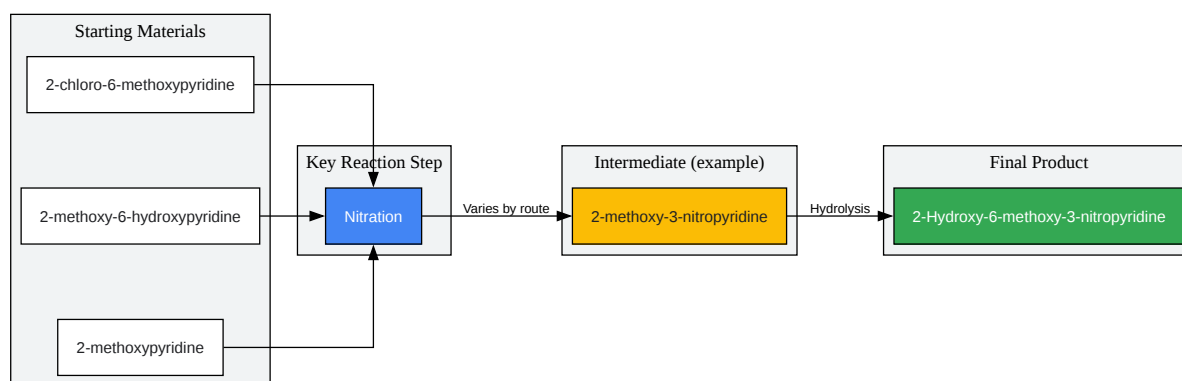 Starting Materials
2-chloro-6-methoxypyridine
2-methoxy-6-hydroxypyridine
2-methoxypyridine
Key Reaction Step
Nitration
Varies by route
Intermediate (example)
2-methoxy-3-nitropyridine
Hydrolysis
Final Product
2-Hydroxy-6-methoxy-3-nitropyridine